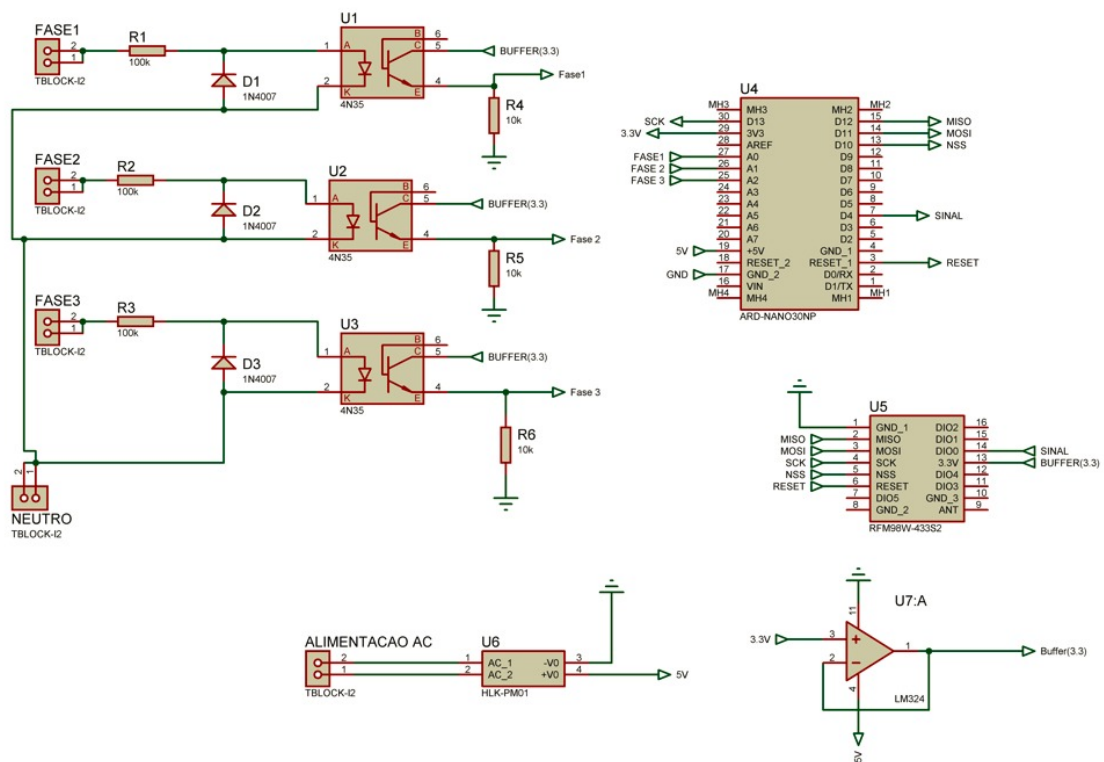 FASE1
2
1
TBLOCK-I2
R1
100k
D1
1N4007
U1
1
A
2
K
B
6
C
5
E
4
4N35
BUFFER(3.3)
Fase1
R4
10k
FASE2
2
1
TBLOCK-I2
R2
100k
D2
1N4007
U2
1
A
2
K
B
6
C
5
E
4
4N35
BUFFER(3.3)
Fase 2
R5
10k
FASE3
2
1
TBLOCK-I2
R3
100k
D3
1N4007
U3
1
A
2
K
B
6
C
5
E
4
4N35
BUFFER(3.3)
Fase 3
R6
10k
2
1
NEUTRO
TBLOCK-I2
U4
MH3 MH3 MH2 MH2
SCK 30 D13 D12 15 MISO
3.3V 29 3V3 D11 14 MOSI
28 AREF D10 13 NSS
FASE1 27 A0 D9 12
FASE 2 26 A1 D8 11
FASE 3 25 A2 D7 10
24 A3 D6 9
23 A4 D5 8
22 A5 D4 7 SINAL
21 A6 D3 6
20 A7 D2 5
5V 19 +5V GND_1 4
18 RESET_2 RESET_1 3 RESET
GND 17 GND_2 D0/RX 2
16 VIN D1/TX 1
MH4 MH4 MH1 MH1
ARD-NANO30NP
U5
1 GND_1 DIO2 16
MISO 2 MISO DIO1 15
MOSI 3 MOSI DIO0 14 SINAL
SCK 4 SCK 3.3V 13 BUFFER(3.3)
NSS 5 NSS DIO4 12
RESET 6 RESET DIO3 11
7 DIO5 GND_3 10
8 GND_2 ANT 9
RFM98W-433S2
ALIMENTACAO AC
2
1
TBLOCK-I2
U6
1 AC_1 -V0 3
2 AC_2 +V0 4 5V
HLK-PM01
U7:A
11
3.3V 3 +
2 −
1 Buffer(3.3)
4
LM324
5V